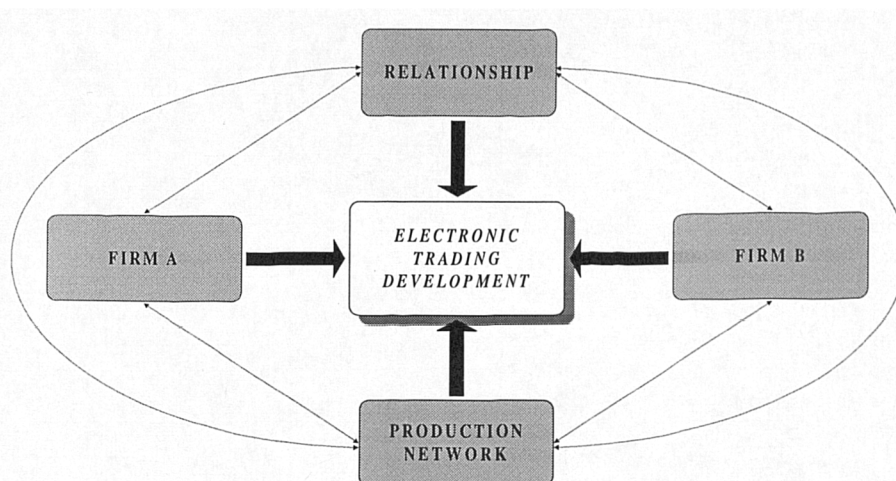 RELATIONSHIP
FIRM A
ELECTRONIC
TRADING
DEVELOPMENT
FIRM B
PRODUCTION
NETWORK